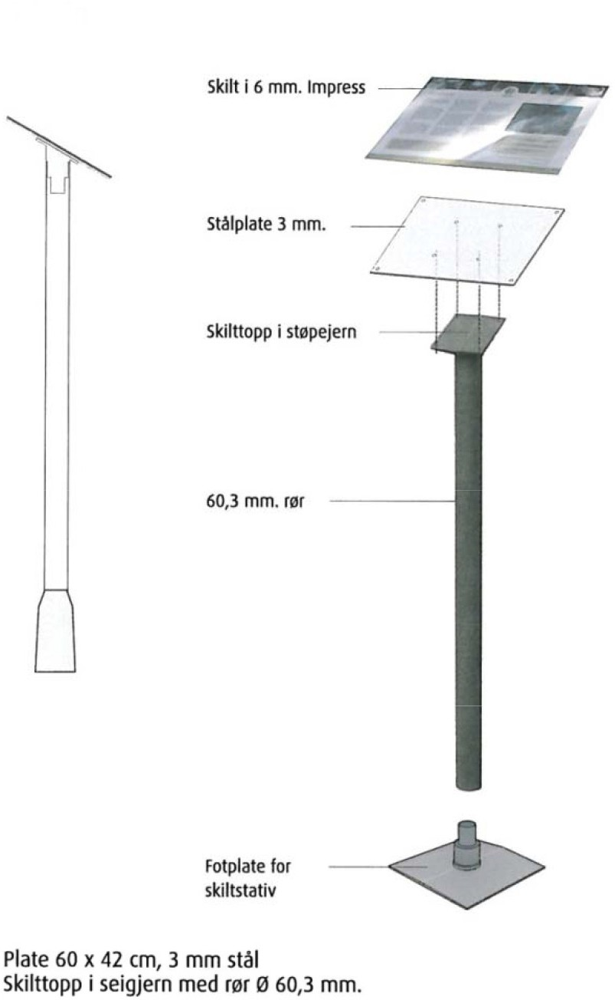 Skilt i 6 mm. Impress
Stålplate 3 mm.
Skilttopp i støpejern
60,3 mm. rør
Fotplate for
skiltstativ
Plate 60 x 42 cm, 3 mm stål
Skilttopp i seigjern med rør Ø 60,3 mm.